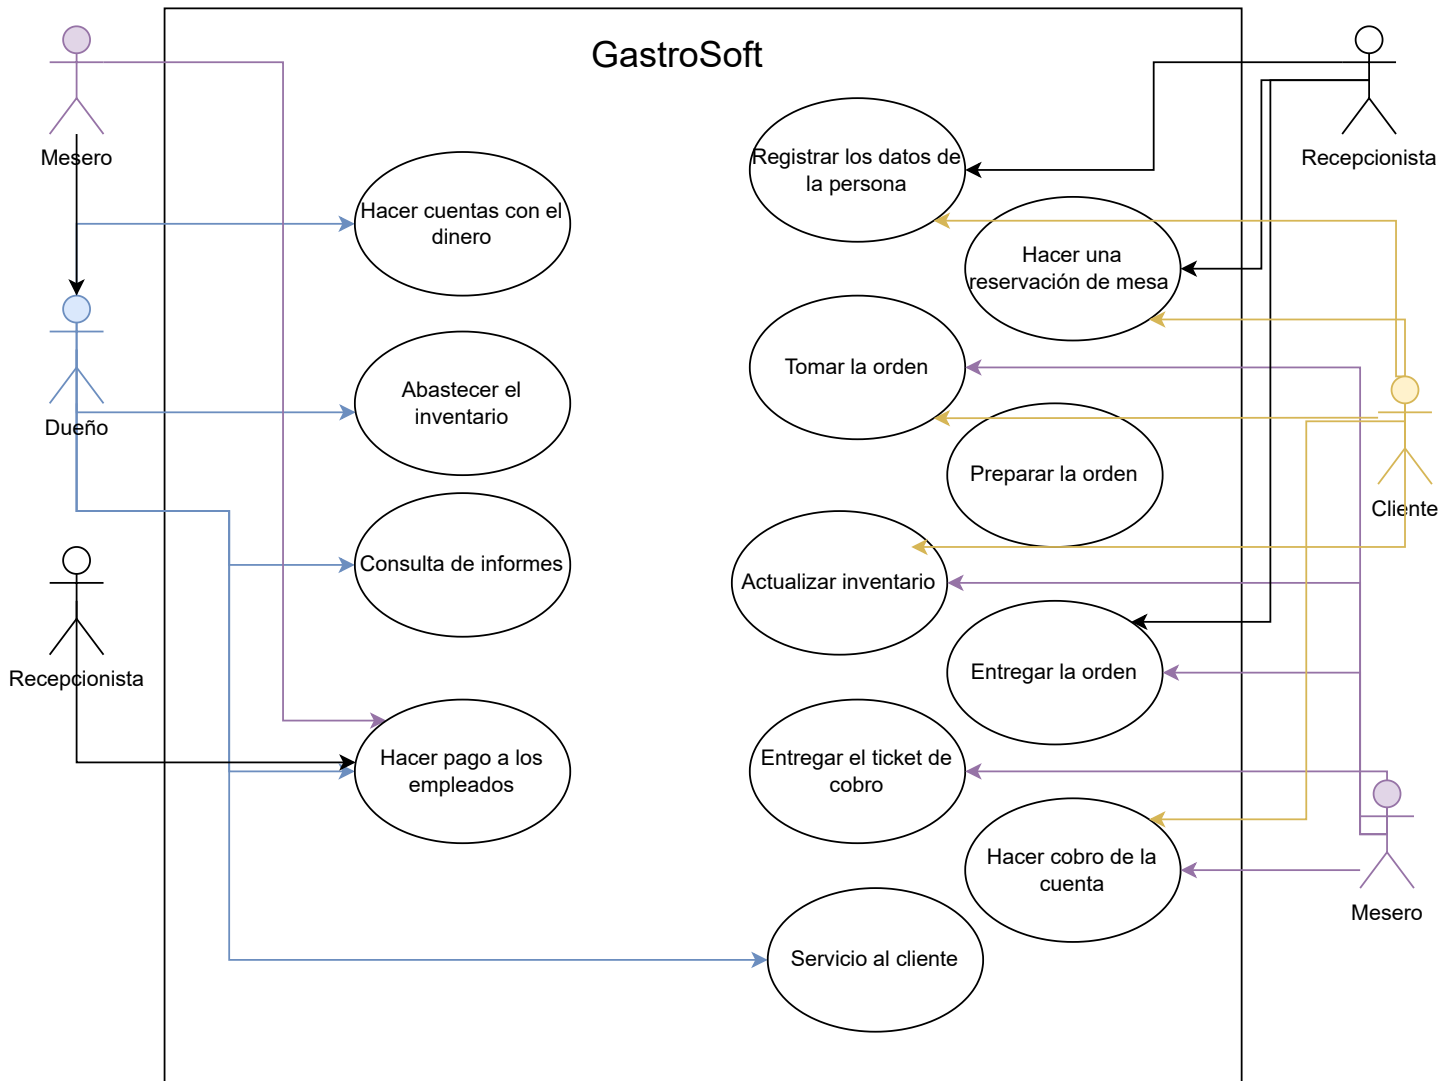 GastroSoft
Mesero
Dueño
Recepcionista
Hacer cuentas con el
dinero
Abastecer el
inventario
Consulta de informes
Hacer pago a los
empleados
Registrar los datos de
la persona
Hacer una
reservación de mesa
Tomar la orden
Preparar la orden
Actualizar inventario
Entregar la orden
Entregar el ticket de
cobro
Hacer cobro de la
cuenta
Servicio al cliente
Recepcionista
Cliente
Mesero